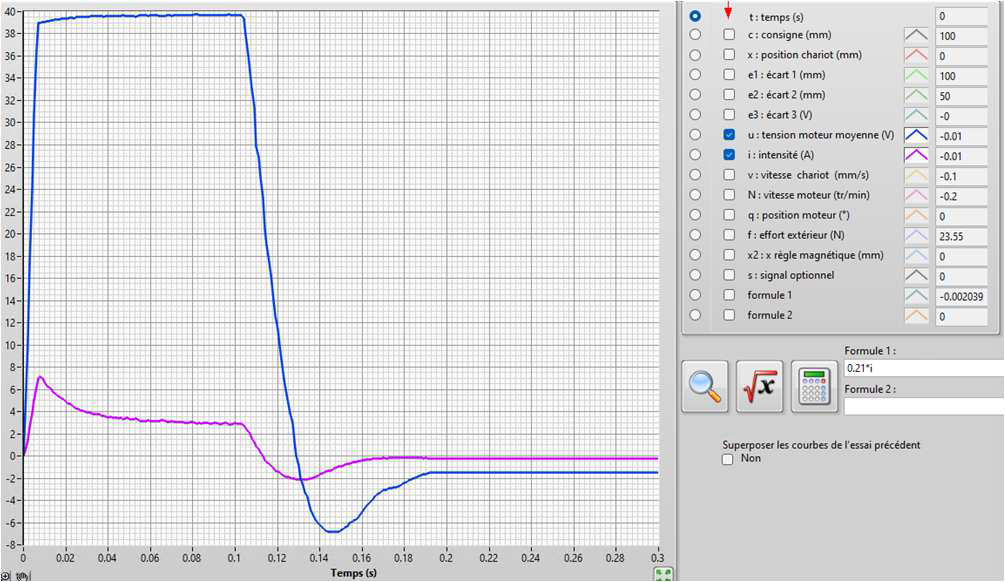 40
38
36
34
32
30
28
26
24
22
20
18
16
14
12
10
8
6
4
2
0
-2
-4
-6
-8
0 0.02 0.04 0.06 0.08 0.1 0.12 0.14 0.16 0.18 0.2 0.22 0.24 0.26 0.28 0.3
Temps (s)
t : temps (s) 0
c : consigne (mm) 100
x : position chariot (mm) 0
e1 : écart 1 (mm) 100
e2 : écart 2 (mm) 50
e3 : écart 3 (V) -0
u : tension moteur moyenne (V) -0.01
i : intensité (A) -0.01
v : vitesse chariot (mm/s) -0.1
N : vitesse moteur (tr/min) -0.2
q : position moteur (°) 0
f : effort extérieur (N) 23.55
x2 : x règle magnétique (mm) 0
s : signal optionnel 0
formule 1 -0.002039
formule 2 0
√x
Formule 1 :
0.21*i
Formule 2 :
Superposer les courbes de l'essai précédent
Non